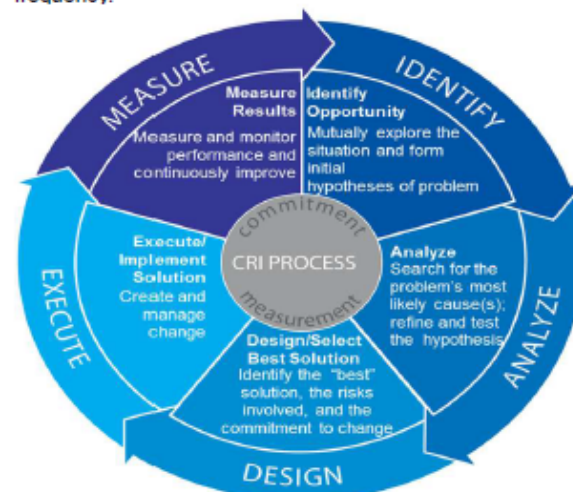 frequency.
MEASURE
Measure
Results
Measure and monitor
performance and
continuously improve
IDENTIFY
Identify
Opportunity
Mutually explore the
situation and form
initial
hypotheses of problem
ANALYZE
Analyze
Search for the
problem's most
likely cause(s);
refine and test
the hypothesis
DESIGN
Design/Select
Best Solution
Identify the "best"
solution, the risks
involved, and the
commitment to change
EXECUTE
Execute/
Implement
Solution
Create and
manage
change
commitment
CRI PROCESS
measurement